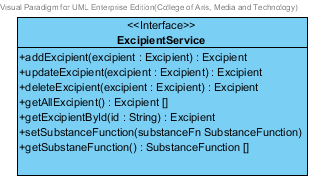 Visual Paradigm for UML Enterprise Edition(College of Arts, Media and Technology)
<<Interface>>
ExcipientService
+addExcipient(excipient : Excipient) : Excipient
+updateExcipient(excipient : Excipient) : Excipient
+deleteExcipient(excipient : Excipient) : Excipient
+getAllExcipient() : Excipient []
+getExcipientById(id : String) : Excipient
+setSubstanceFunction(substanceFn SubstanceFunction)
+getSubstaneFunction() : SubstanceFunction []